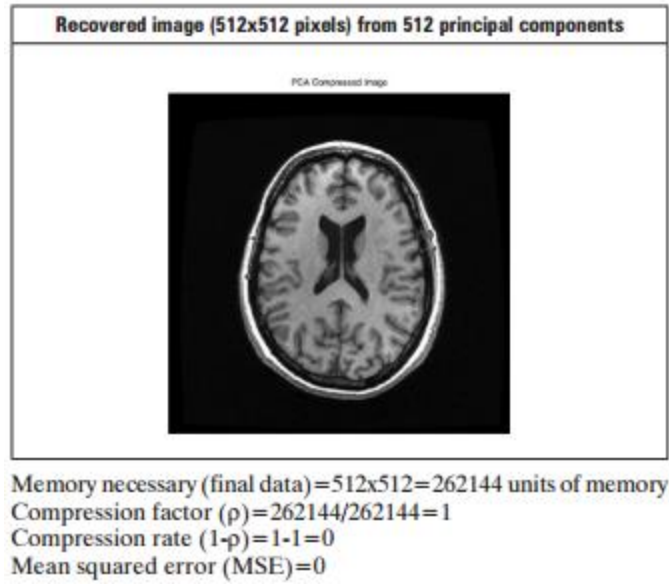 Recovered image (512x512 pixels) from 512 principal components
PCA Compressed Image
Memory necessary (final data)=512x512=262144 units of memory
Compression factor (ρ)=262144/262144=1
Compression rate (1-ρ)=1-1=0
Mean squared error (MSE)=0